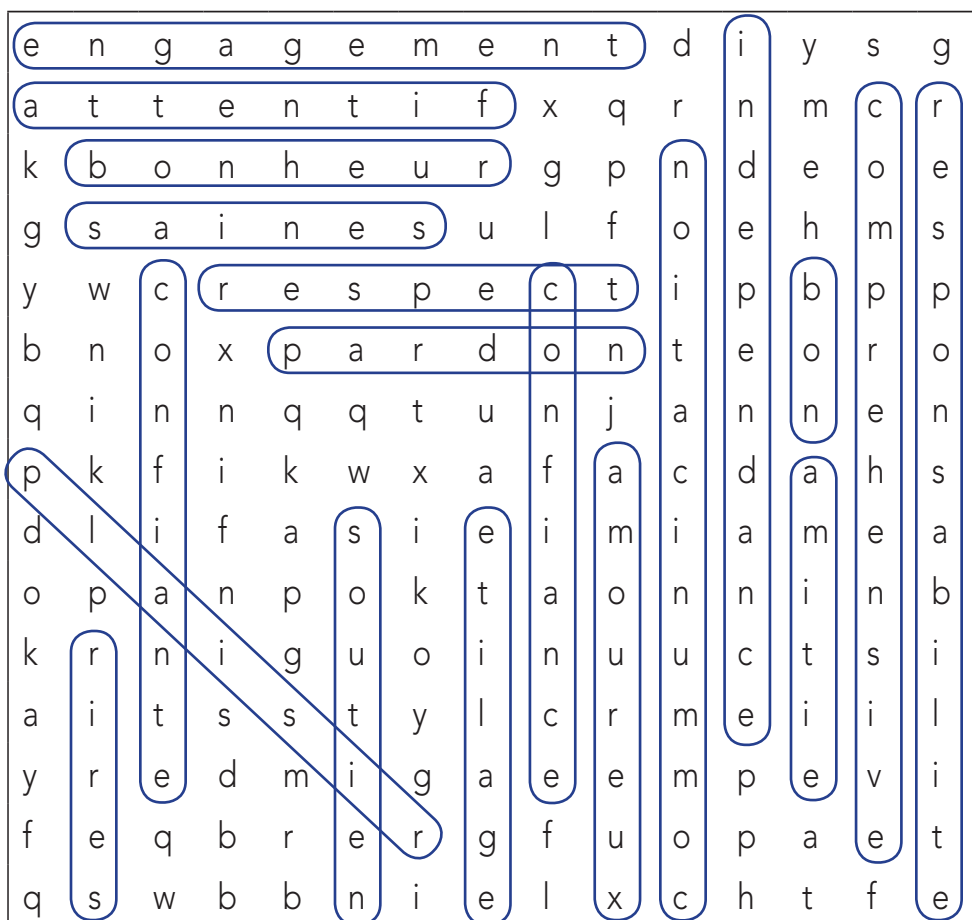 e n g a g e m e n t d i y s g
a t t e n t i f x q r n m c r
k b o n h e u r g p n d e o e
g s a i n e s u l f o e h m s
y w c r e s p e c t i p b p p
b n o x p a r d o n t e o r o
q i n n q q t u n j a n n e n
p k f i k w x a f a c d a h s
d l i f a s i e i m i a m e a
o p a n p o k t a o n n i n b
k r n i g u o i n u u c t s i
a i t s s t y l c r m e i i l
y r e d m i g a e e m p e v i
f e q b r e r g f u o p a e t
q s w b b n i e l x c h t f e